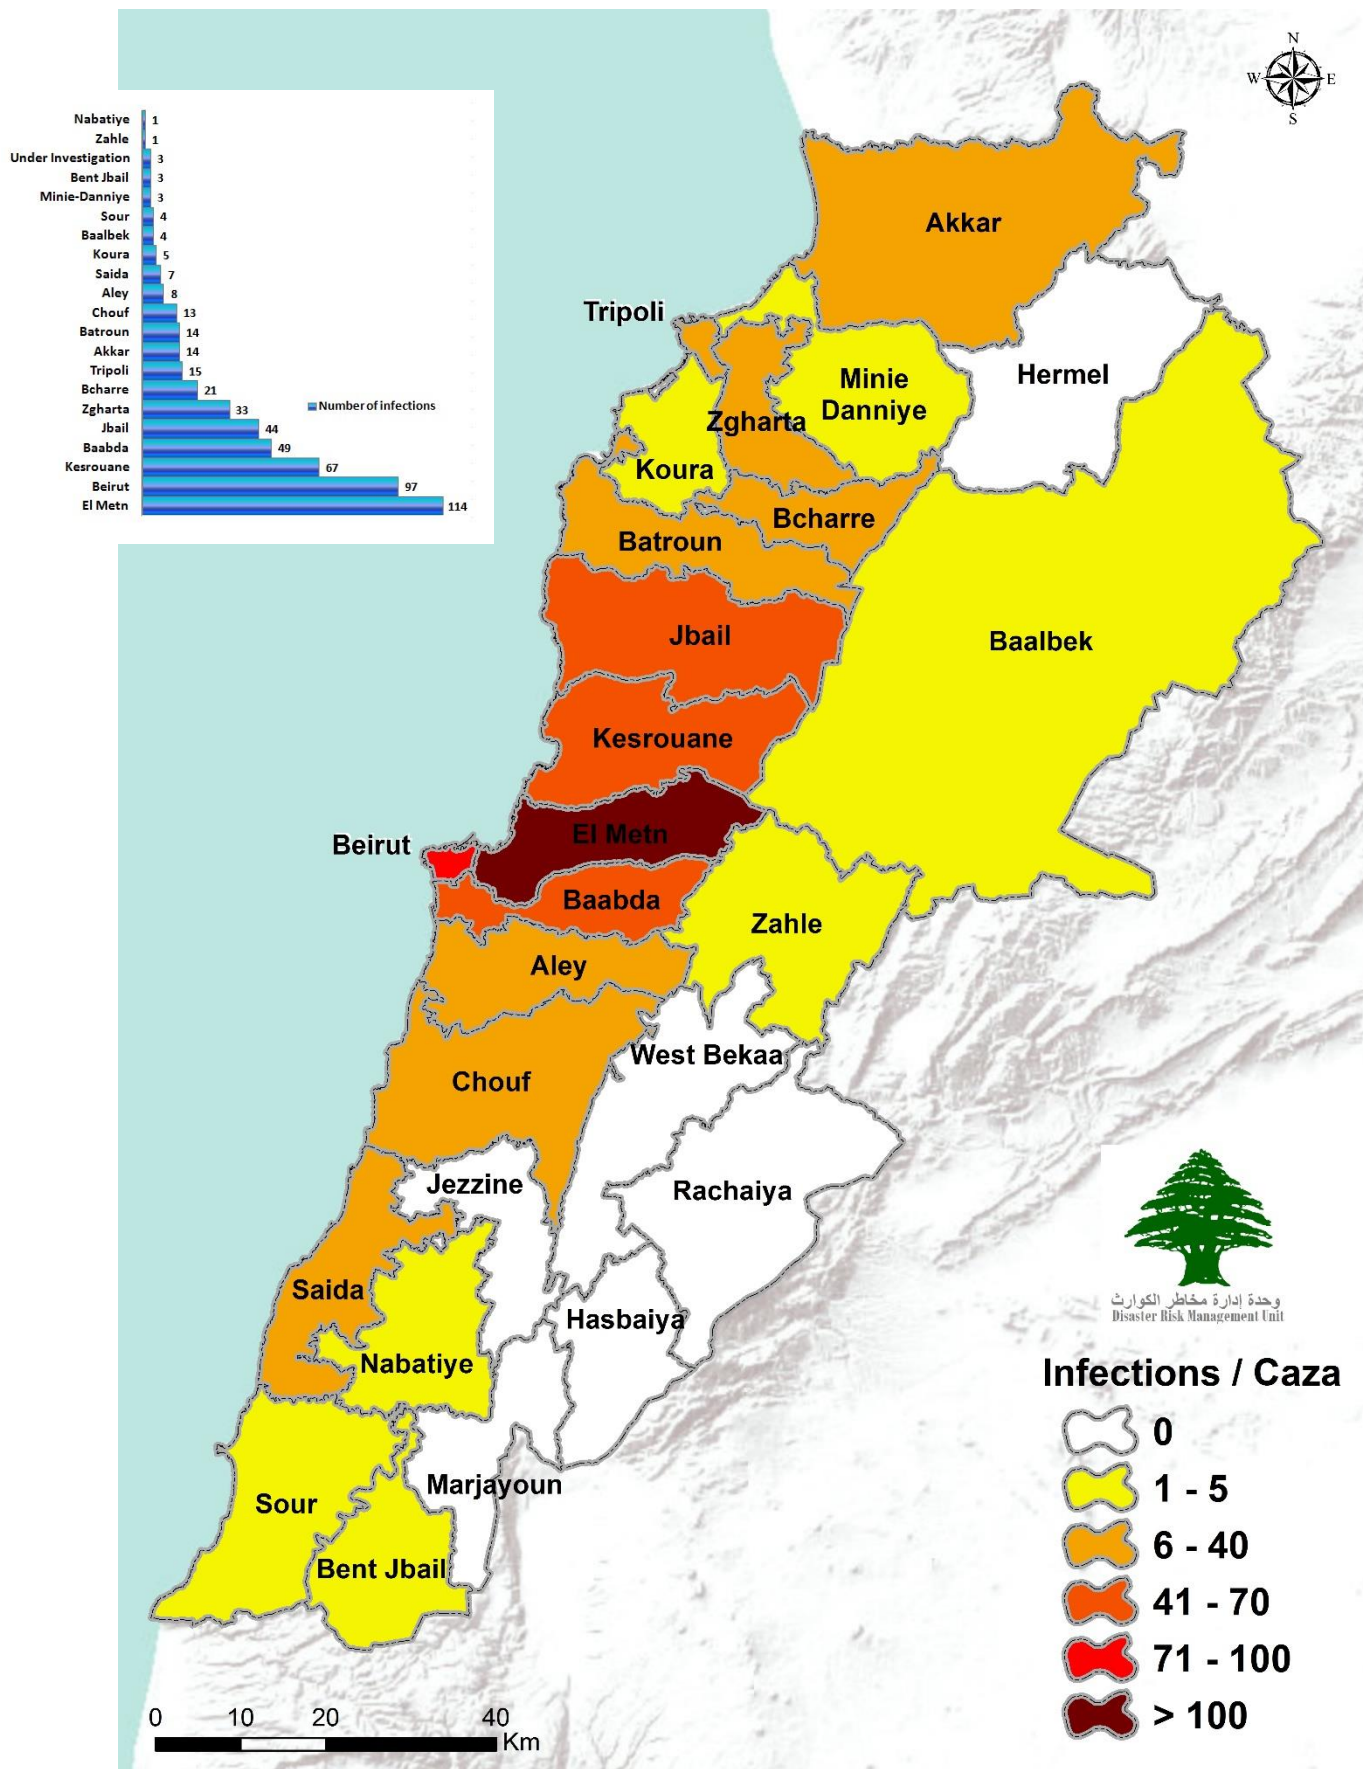 N
W
E
S
Nabatiye 1
Zahle 1
Under Investigation 3
Bent Jbail 3
Minie-Danniye 3
Sour 4
Baalbek 4
Koura 5
Saida 7
Aley 8
Chouf 13
Batroun 14
Akkar 14
Tripoli 15
Bcharre 21
Zgharta 33
Jbail 44
Baabda 49
Kesrouane 67
Beirut 97
El Metn 114
Number of infections
Akkar
Tripoli
Hermel
Minie
Danniye
Zgharta
Koura
Bcharre
Batroun
Jbail
Baalbek
Kesrouane
El Metn
Beirut
Baabda
Zahle
Aley
West Bekaa
Chouf
Jezzine
Rachaiya
Saida
Hasbaiya
Nabatiye
Marjayoun
Sour
Bent Jbail
وحدة إدارة مخاطر الكوارث
Disaster Risk Management Unit
Infections / Caza
0
1 - 5
6 - 40
41 - 70
71 - 100
> 100
0 10 20 40
Km